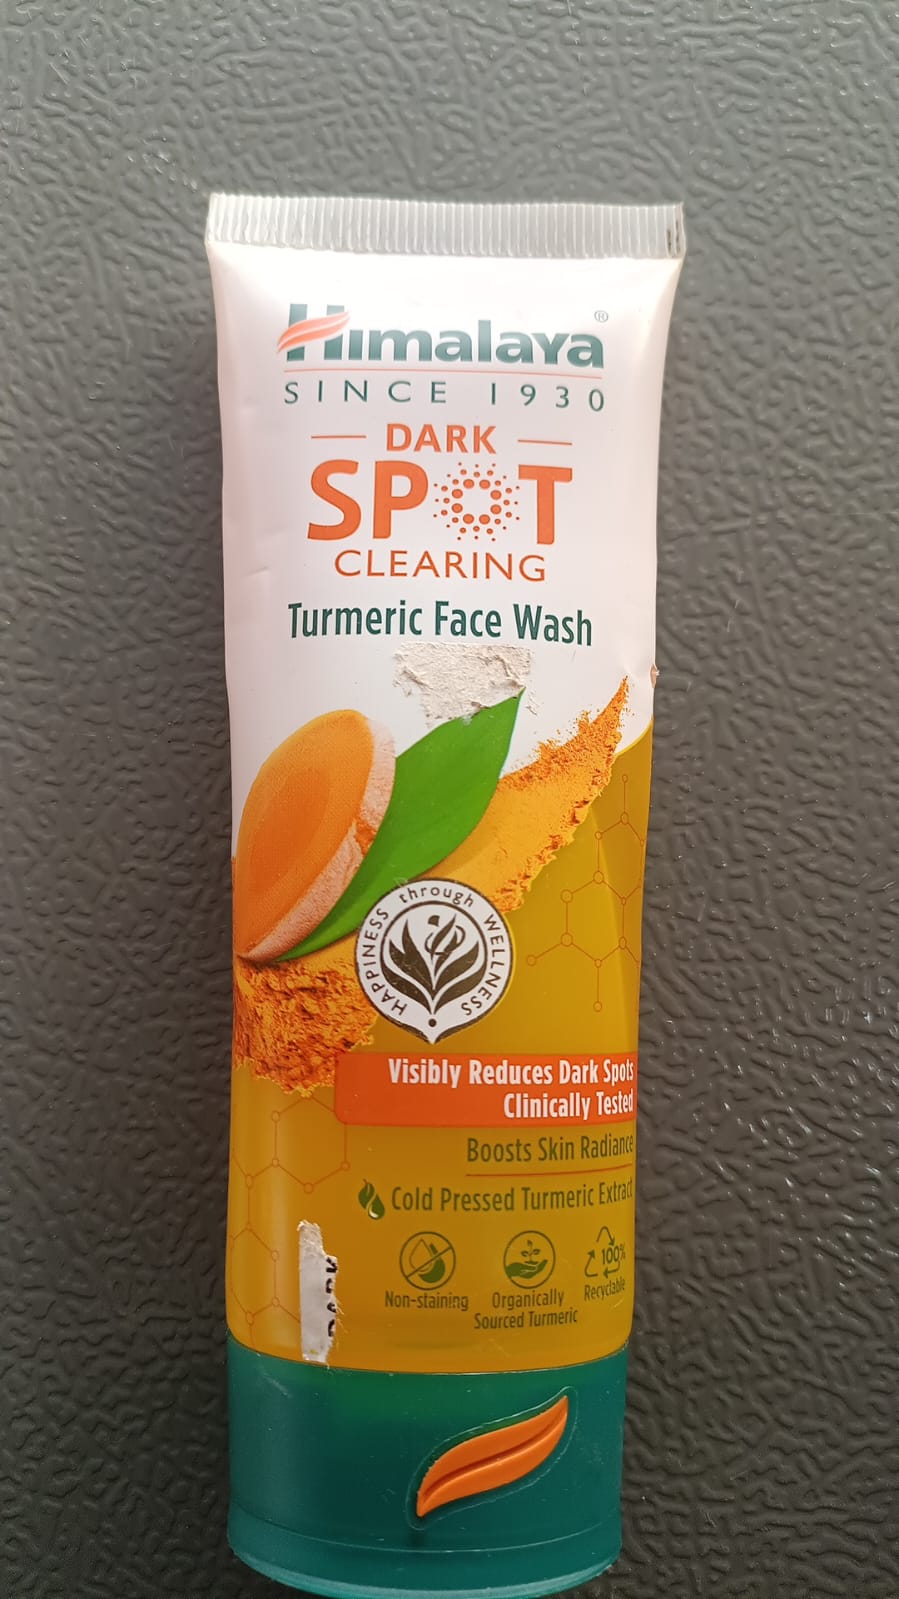 Himalaya®
SINCE 1930
DARK
SPOT
CLEARING
Turmeric Face Wash
HAPPINESS through WELLNESS
Visibly Reduces Dark Spots
Clinically Tested
Boosts Skin Radiance
Cold Pressed Turmeric Extract
Non-staining
Organically
Sourced Turmeric
100%
Recyclable